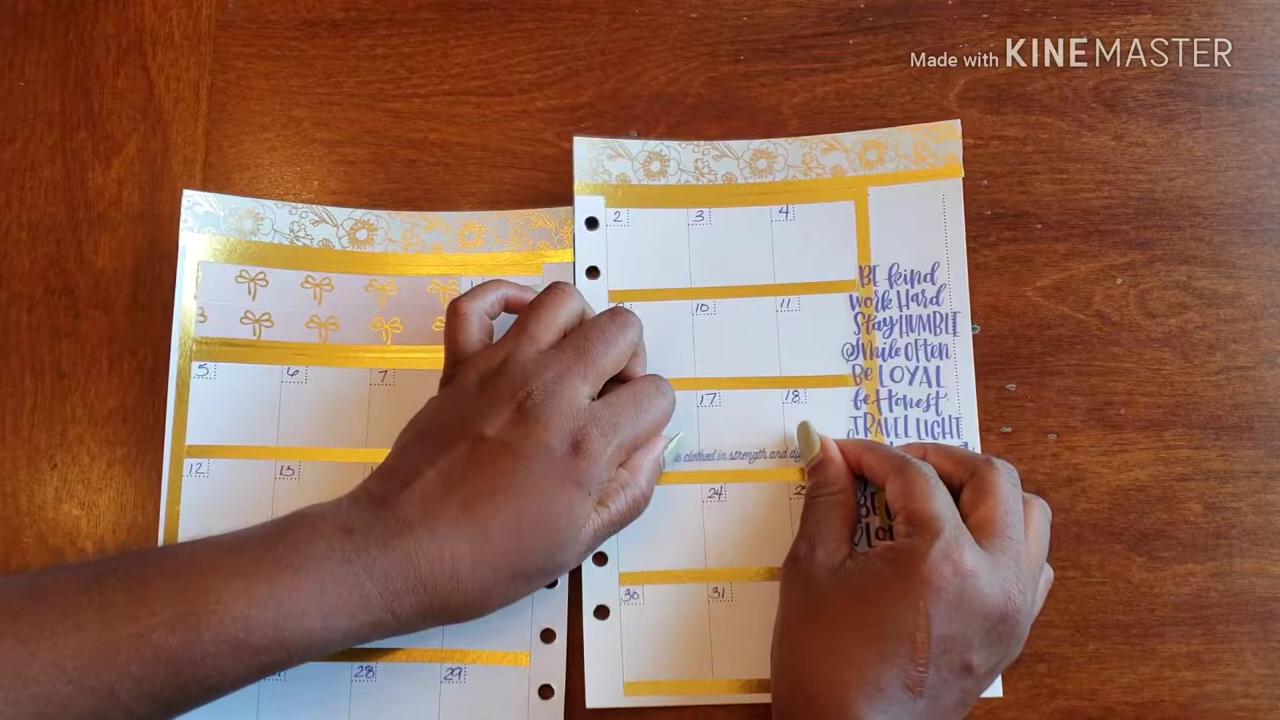 Made with KINEMASTER
2 3 4
10 11
17 18
is clothed in strength and
24
30 31
BE kind
work Hard
Stay HUMBLE
Smile often
Be LOYAL
be Honest
TRAVEL LIGHT
5 6 7
12 13
28 29